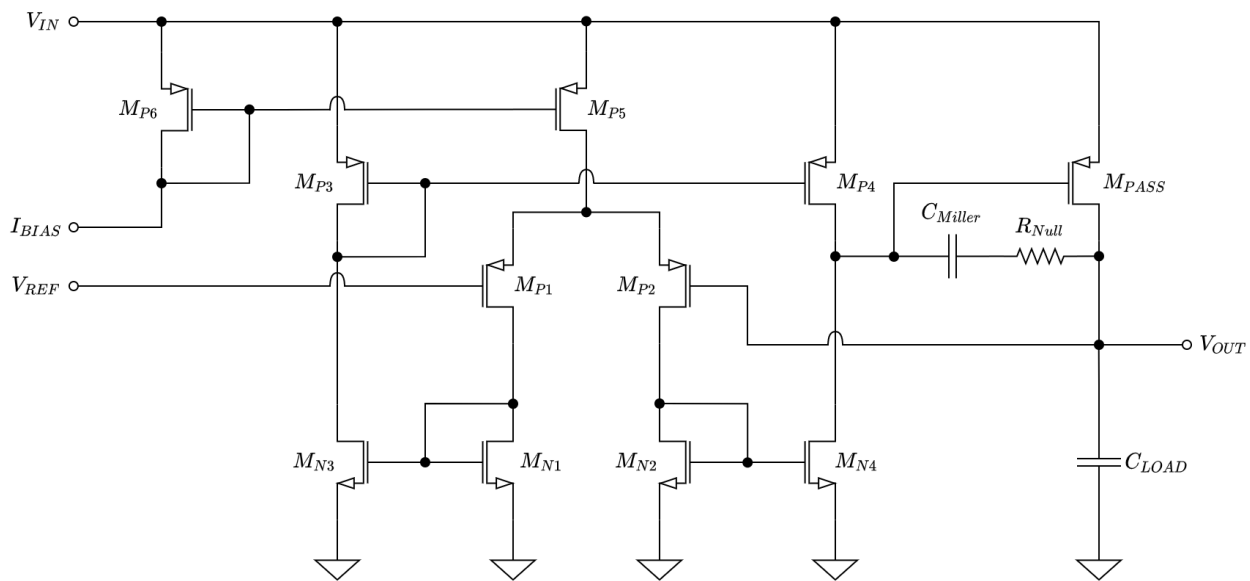 V_IN
M_P6
M_P5
M_P3
M_P4
M_PASS
C_Miller
R_Null
I_BIAS
V_REF
M_P1
M_P2
V_OUT
M_N3
M_N1
M_N2
M_N4
C_LOAD